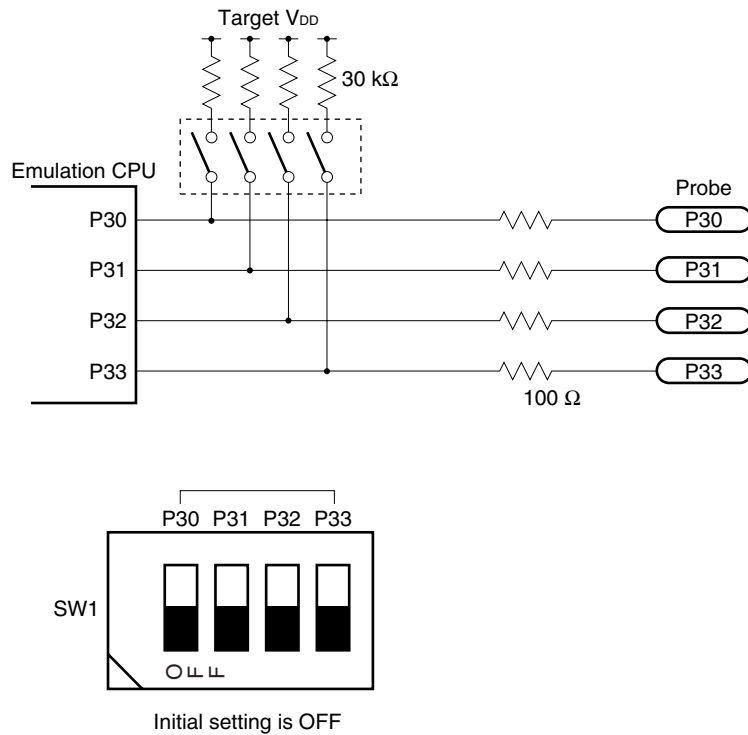 Target VDD
30 kΩ
Emulation CPU
Probe
P30
P30
P31
P31
P32
P32
P33
P33
100 Ω
P30 P31 P32 P33
SW1
OFF
Initial setting is OFF